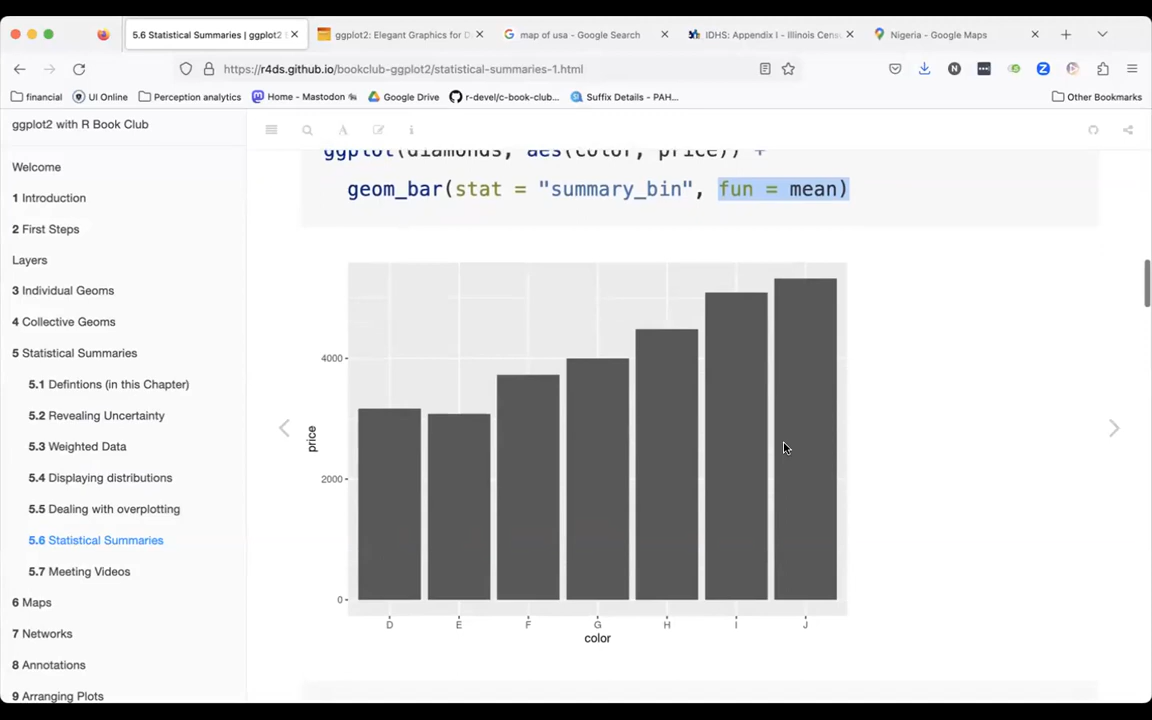 5.6 Statistical Summaries | ggplot2
ggplot2: Elegant Graphics for D
map of usa - Google Search
IDHS: Appendix I - Illinois Cens
Nigeria - Google Maps
https://r4ds.github.io/bookclub-ggplot2/statistical-summaries-1.html
financial
UI Online
Perception analytics
Home - Mastodon
Google Drive
r-devel/c-book-club...
Suffix Details - PAH...
Other Bookmarks
ggplot2 with R Book Club
Welcome
1 Introduction
2 First Steps
Layers
3 Individual Geoms
4 Collective Geoms
5 Statistical Summaries
5.1 Defintions (in this Chapter)
5.2 Revealing Uncertainty
5.3 Weighted Data
5.4 Displaying distributions
5.5 Dealing with overplotting
5.6 Statistical Summaries
5.7 Meeting Videos
6 Maps
7 Networks
8 Annotations
9 Arranging Plots
ggplot(diamonds, aes(color, price)) +
geom_bar(stat = "summary_bin", fun = mean)
4000
2000
0
price
D E F G H I J
color